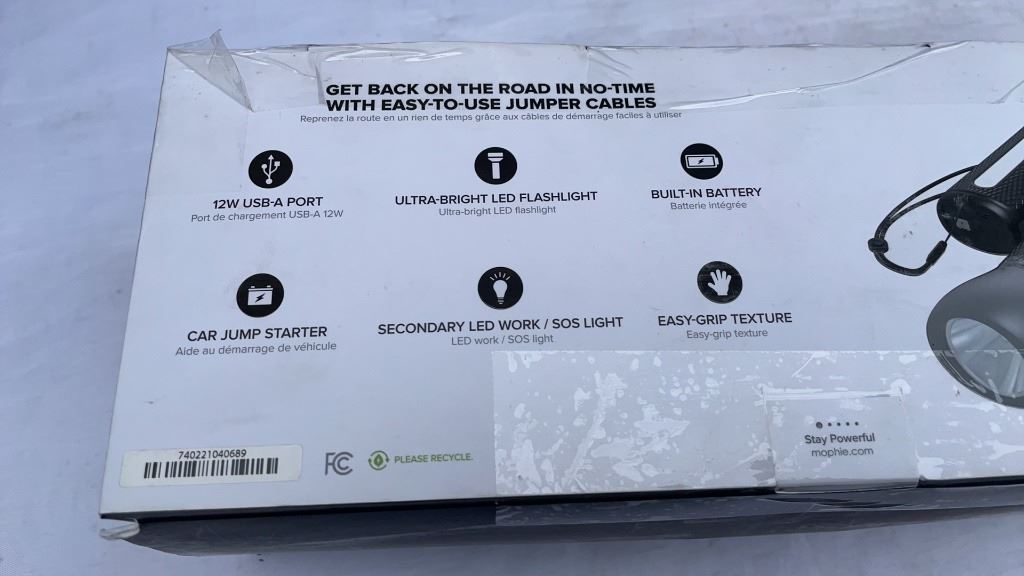 GET BACK ON THE ROAD IN NO-TIME
WITH EASY-TO-USE JUMPER CABLES
Reprenez la route en un rien de temps grâce aux câbles de démarrage faciles à utiliser
12W USB-A PORT
Port de chargement USB-A 12W
ULTRA-BRIGHT LED FLASHLIGHT
Ultra-bright LED flashlight
BUILT-IN BATTERY
Batterie intégrée
CAR JUMP STARTER
Aide au démarrage de véhicule
SECONDARY LED WORK / SOS LIGHT
LED work / SOS light
EASY-GRIP TEXTURE
Easy-grip texture
740221040689
FC
PLEASE RECYCLE.
Stay Powerful
mophie.com